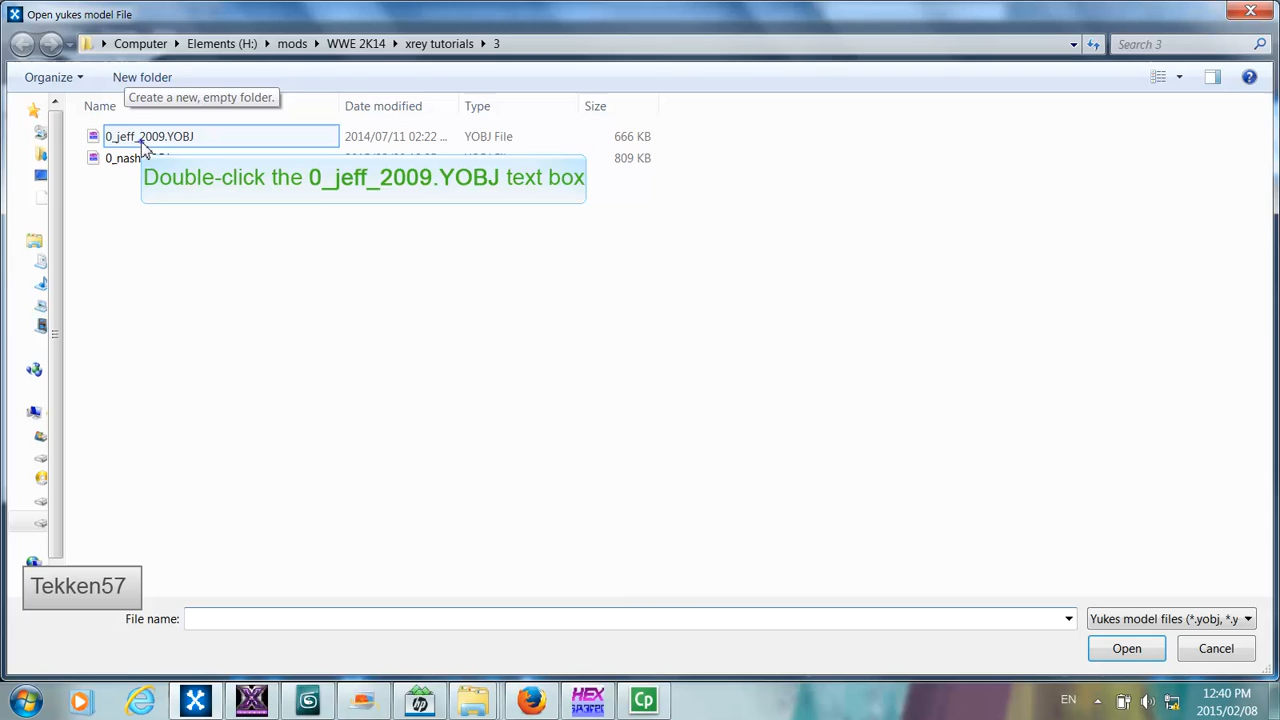 Open yukes model File
Computer
Elements (H:)
mods
WWE 2K14
xrey tutorials
3
Search 3
Organize
New folder
Create a new, empty folder.
Name
Date modified
Type
Size
0_jeff_2009.YOBJ
2014/07/11 02:22 ...
YOBJ File
666 KB
0_nash
809 KB
Double-click the 0_jeff_2009.YOBJ text box
Tekken57
File name:
Yukes model files (*.yobj, *.y
Open
Cancel
HEX
Cp
EN
12:40 PM
2015/02/08